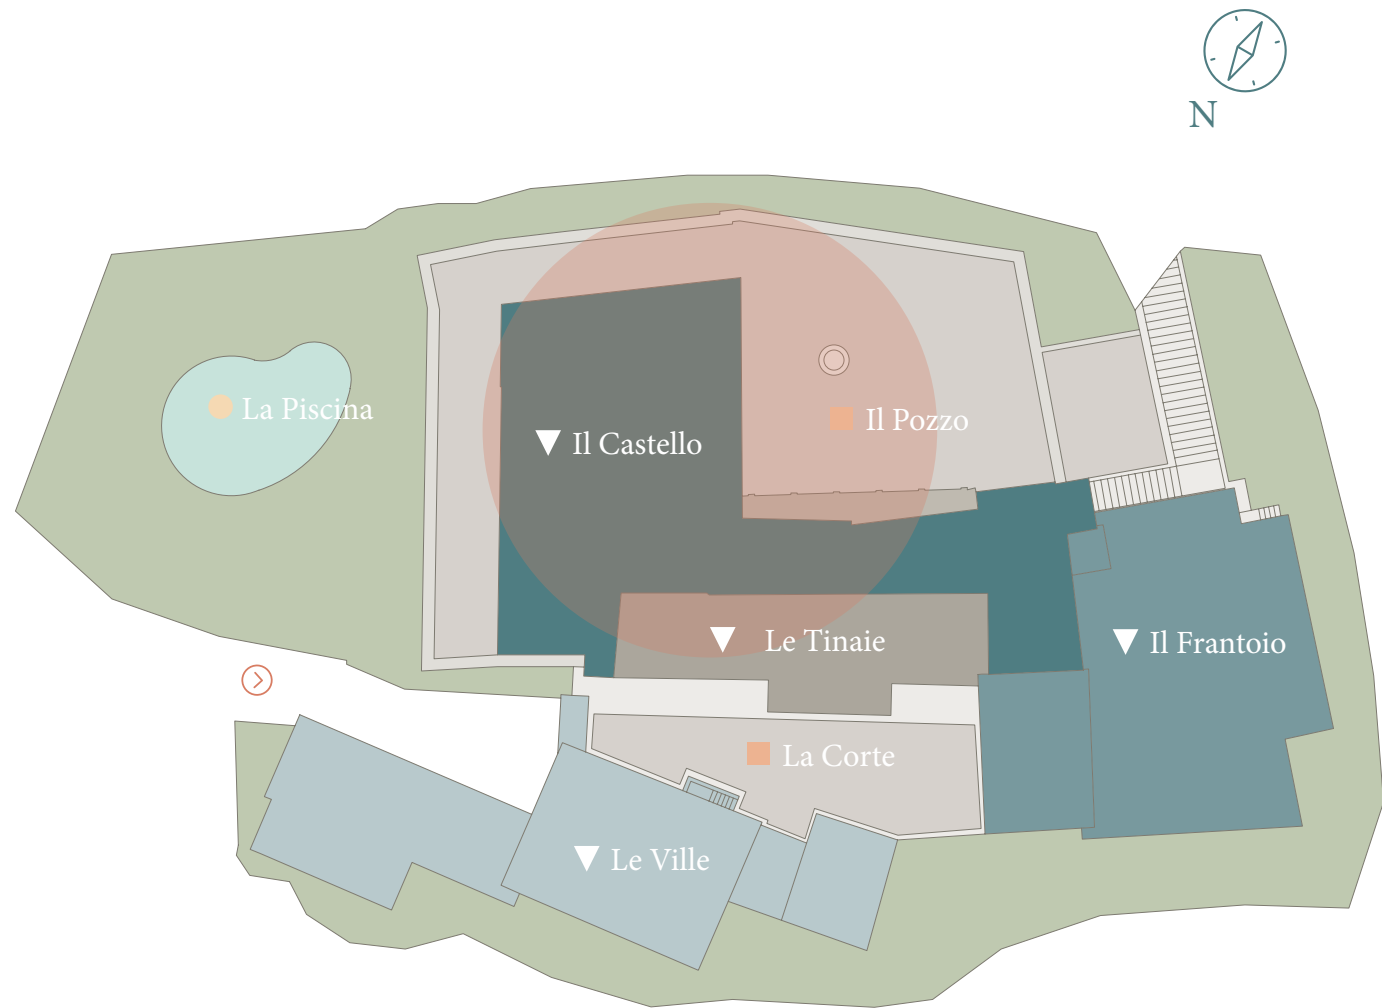 N
La Piscina
Il Castello
Il Pozzo
Le Tinaie
Il Frantoio
La Corte
Le Ville